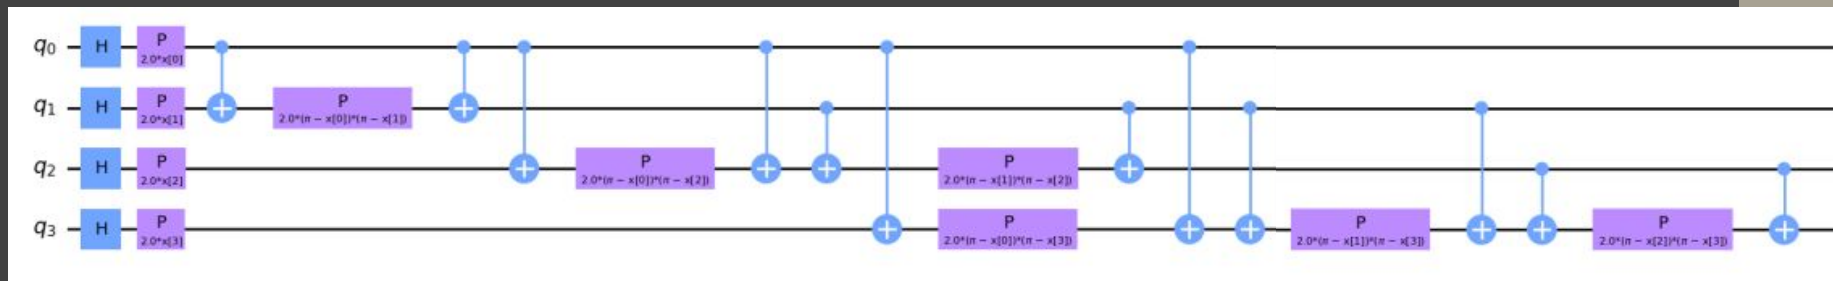 q0 H P
2.0*x[0]
q1 H P P
2.0*x[1] 2.0*(π − x[0])*(π − x[1])
q2 H P P P
2.0*x[2] 2.0*(π − x[0])*(π − x[2]) 2.0*(π − x[1])*(π − x[2])
q3 H P P P P
2.0*x[3] 2.0*(π − x[0])*(π − x[3]) 2.0*(π − x[1])*(π − x[3]) 2.0*(π − x[2])*(π − x[3])